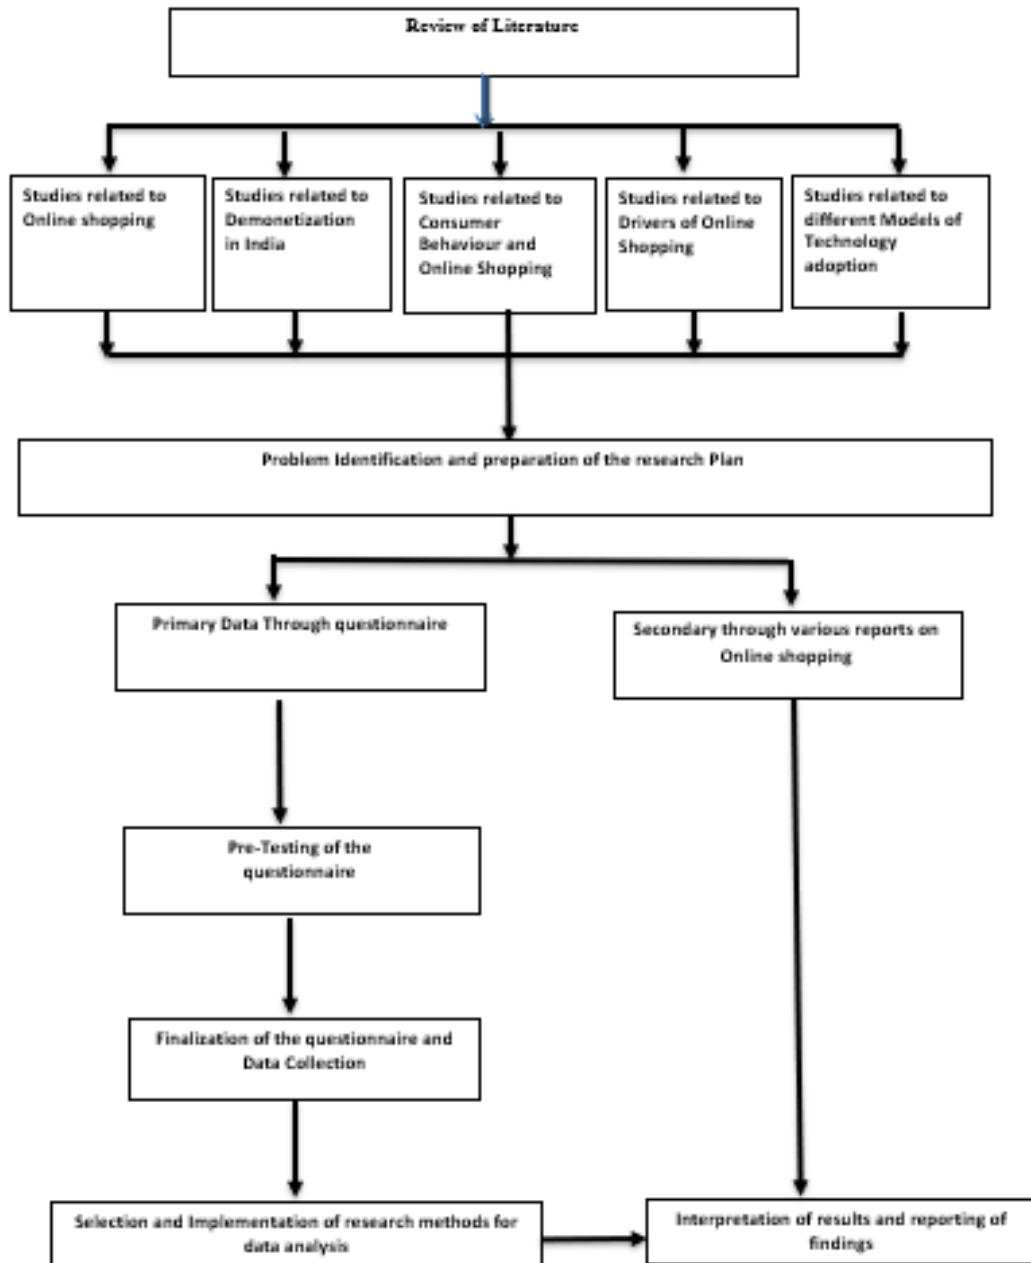 Review of Literature
Studies related to
Online shopping
Studies related to
Demonetization
in India
Studies related to
Consumer
Behaviour and
Online Shopping
Studies related to
Drivers of Online
Shopping
Studies related to
different Models of
Technology
adoption
Problem Identification and preparation of the research Plan
Primary Data Through questionnaire
Secondary through various reports on
Online shopping
Pre-Testing of the
questionnaire
Finalization of the questionnaire and
Data Collection
Selection and Implementation of research methods for
data analysis
Interpretation of results and reporting of
findings